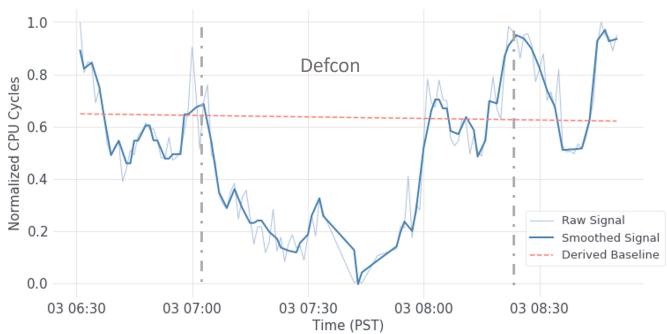 Normalized CPU Cycles
1.0
0.8
0.6
0.4
0.2
0.0
Defcon
Raw Signal
Smoothed Signal
Derived Baseline
03 06:30 03 07:00 03 07:30 03 08:00 03 08:30
Time (PST)